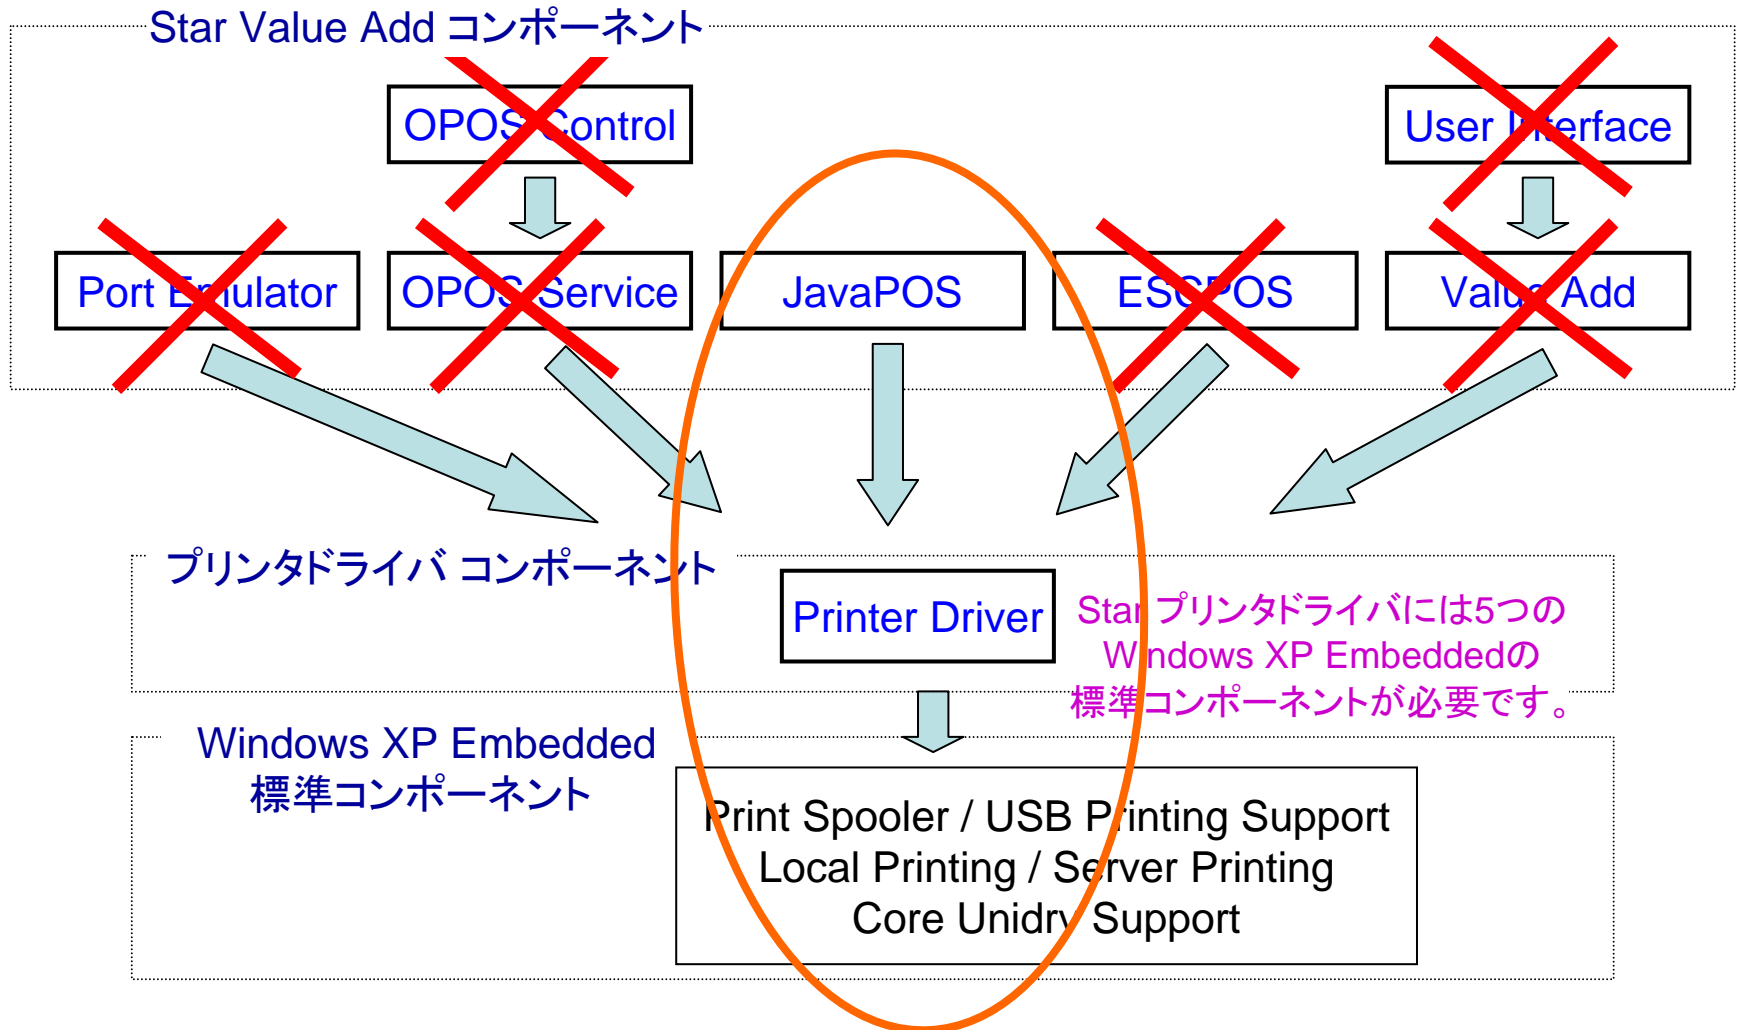 Star Value Add コンポーネント
OPOS Control
User Interface
Port Emulator
OPOS Service
JavaPOS
ESCPOS
Value Add
プリンタドライバ コンポーネント
Printer Driver
Star プリンタドライバには5つの
Windows XP Embeddedの
標準コンポーネントが必要です。
Windows XP Embedded
標準コンポーネント
Print Spooler / USB Printing Support
Local Printing / Server Printing
Core Unidrv Support